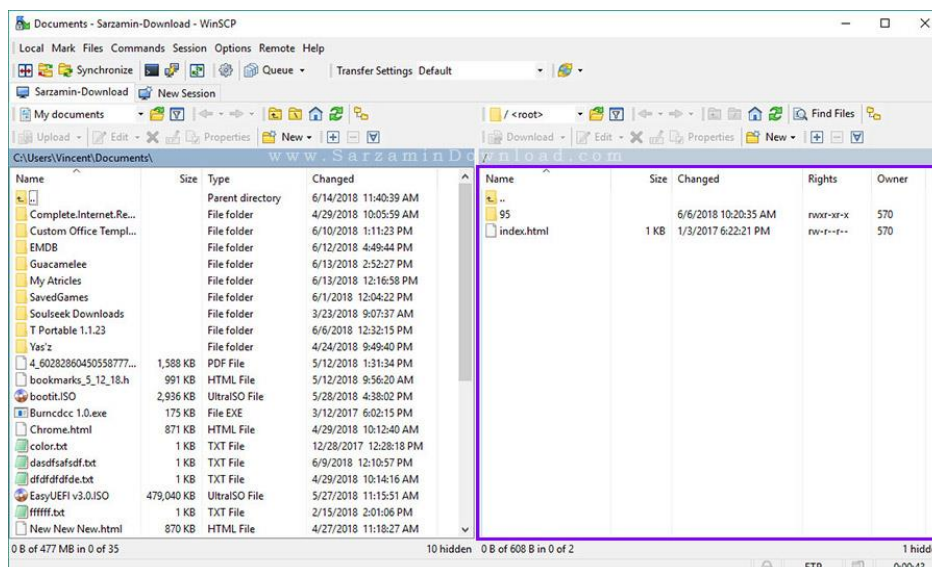 Documents - Sarzamin-Download - WinSCP
Local Mark Files Commands Session Options Remote Help
Synchronize Queue Transfer Settings Default
Sarzamin-Download New Session
My documents / <root> Find Files
Upload Edit Properties New Download Edit Properties New
C:\Users\Vincent\Documents\ /
www.SarzaminDownload.com
Name Size Type Changed
.. Parent directory 6/14/2018 11:40:39 AM
Complete.Internet.Re... File folder 4/29/2018 10:05:59 AM
Custom Office Templ... File folder 6/10/2018 1:11:23 PM
EMDB File folder 6/12/2018 4:49:44 PM
Guacamelee File folder 6/13/2018 2:52:27 PM
My Atricles File folder 6/13/2018 12:16:58 PM
SavedGames File folder 6/1/2018 12:04:22 PM
Soulseek Downloads File folder 3/23/2018 9:07:37 AM
T Portable 1.1.23 File folder 6/6/2018 12:32:15 PM
Yas'z File folder 4/24/2018 9:49:40 PM
4_60282860450558777... 1,588 KB PDF File 5/12/2018 1:31:34 PM
bookmarks_5_12_18.h 991 KB HTML File 5/12/2018 9:56:20 AM
bootit.ISO 2,936 KB UltraISO File 5/28/2018 4:38:02 PM
Burncdcc 1.0.exe 175 KB File EXE 3/12/2017 6:02:15 PM
Chrome.html 871 KB HTML File 4/29/2018 10:12:40 AM
color.txt 1 KB TXT File 12/28/2017 12:28:18 PM
dasdfsafsdf.txt 1 KB TXT File 6/9/2018 12:10:57 PM
dfdfdfdfde.txt 1 KB TXT File 4/29/2018 10:14:16 AM
EasyUEFI v3.0.ISO 479,040 KB UltraISO File 5/27/2018 11:15:51 AM
ffffff.txt 1 KB TXT File 2/15/2018 2:01:06 PM
New New New.html 870 KB HTML File 4/27/2018 11:18:27 AM
0 B of 477 MB in 0 of 35 10 hidden
Name Size Changed Rights Owner
..
95 6/6/2018 10:20:35 AM rwxr-xr-x 570
index.html 1 KB 1/3/2017 6:22:21 PM rw-r--r-- 570
0 B of 608 B in 0 of 2 1 hidd
FTP 0:00:43